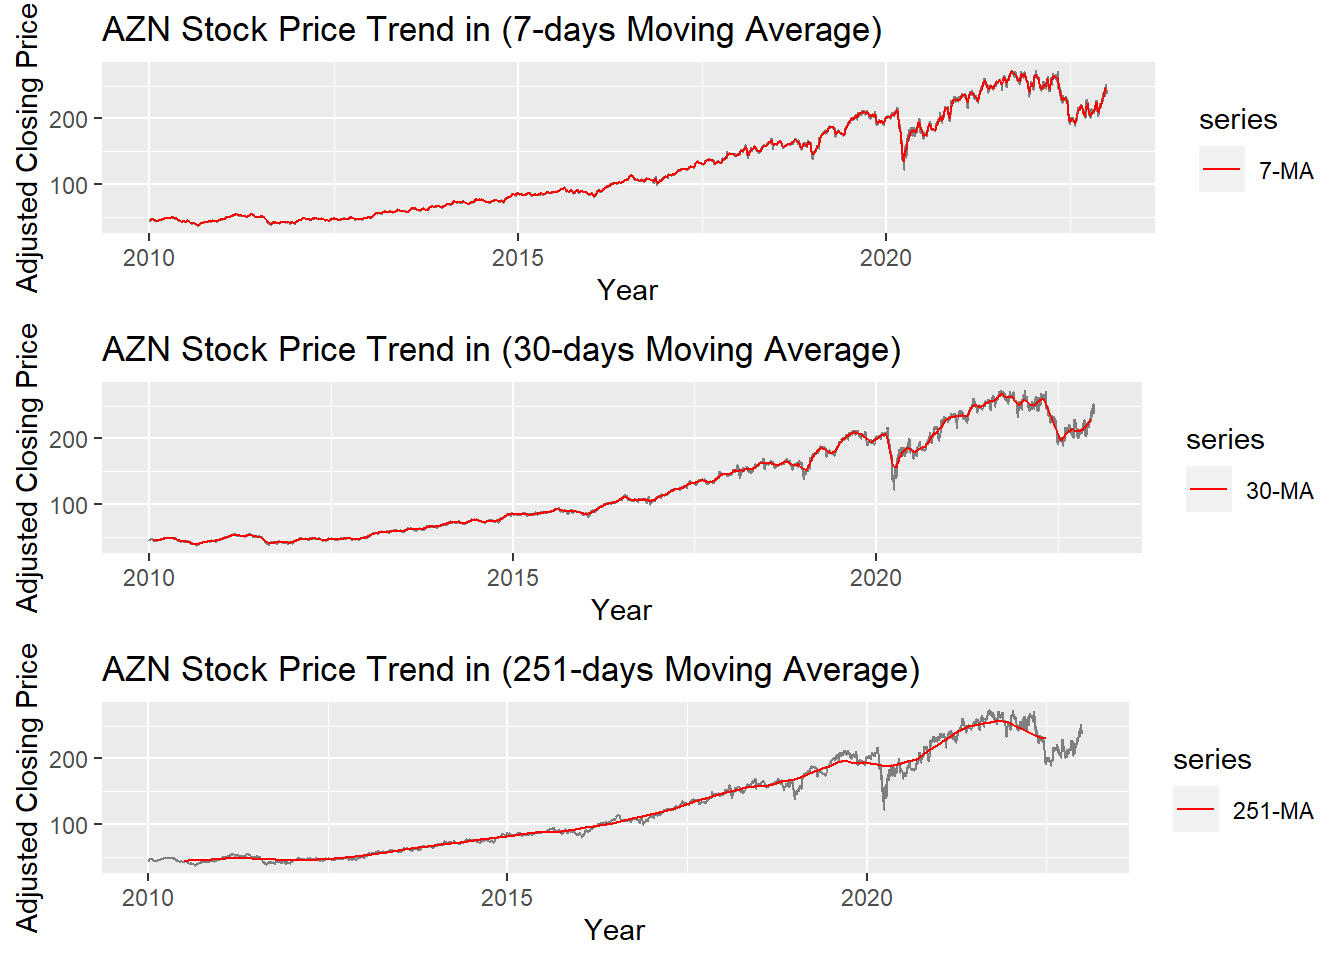 AZN Stock Price Trend in (7-days Moving Average)
Adjusted Closing Price
200
100
2010
2015
2020
Year
series
7-MA
AZN Stock Price Trend in (30-days Moving Average)
Adjusted Closing Price
200
100
2010
2015
2020
Year
series
30-MA
AZN Stock Price Trend in (251-days Moving Average)
Adjusted Closing Price
200
100
2010
2015
2020
Year
series
251-MA